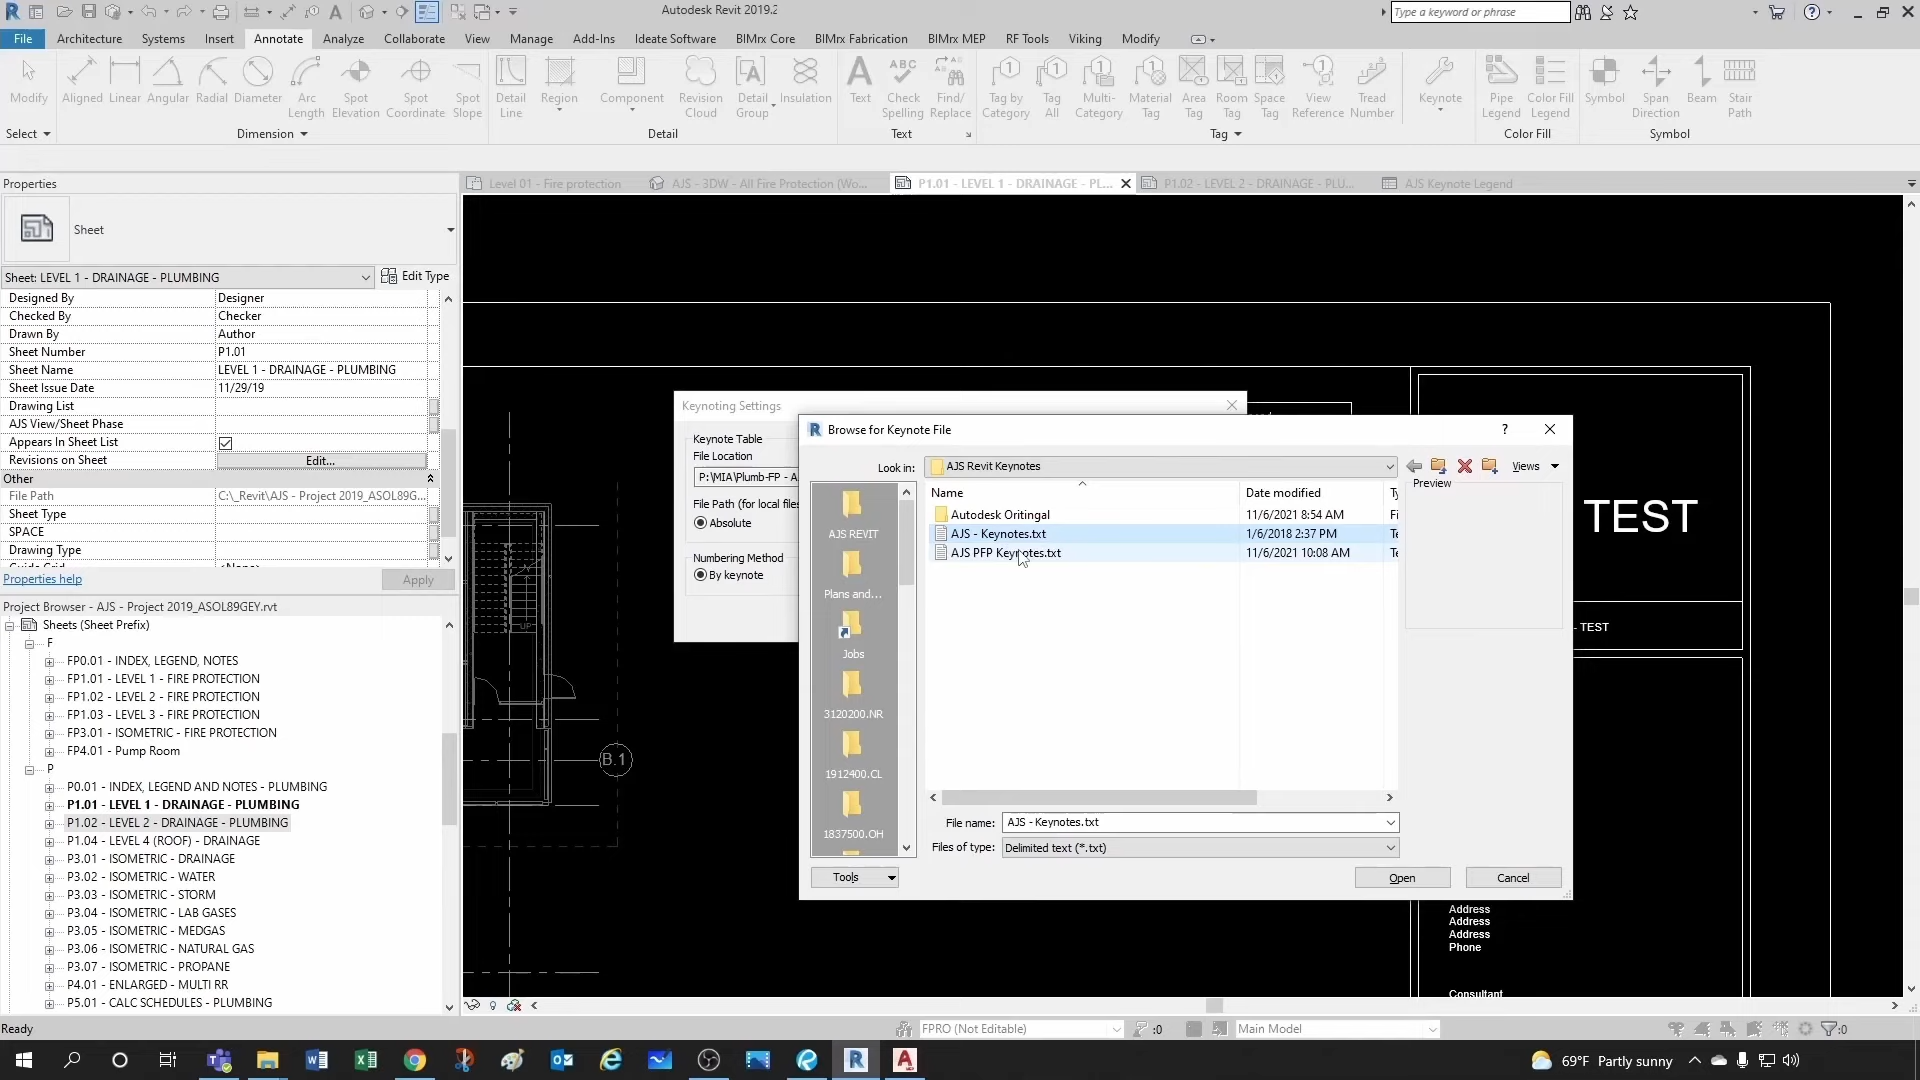 Autodesk Revit 2019.2
Type a keyword or phrase
File Architecture Systems Insert Annotate Analyze Collaborate View Manage Add-Ins Ideate Software BIMrx Core BIMrx Fabrication BIMrx MEP RF Tools Viking Modify
Modify
Aligned
Linear
Angular
Radial
Diameter
Arc Length
Spot Elevation
Spot Coordinate
Spot Slope
Detail Line
Region
Component
Revision Cloud
Detail Group
Insulation
Text
ABC
Check Spelling
Find/ Replace
Tag by Category
Tag All
Multi- Category
Material Tag
Area Tag
Room Tag
Space Tag
View Reference
Tread Number
Keynote
Pipe Legend
Color Fill Legend
Symbol
Span Direction
Beam
Stair Path
Select
Dimension
Detail
Text
Tag
Color Fill
Symbol
Properties
Level 01 - Fire protection
AJS - 3DW - All Fire Protection (Wo...
P1.01 - LEVEL 1 - DRAINAGE - PL...
P1.02 - LEVEL 2 - DRAINAGE - PLU...
AJS Keynote Legend
Sheet
Sheet: LEVEL 1 - DRAINAGE - PLUMBING
Edit Type
Designed By Designer
Checked By Checker
Drawn By Author
Sheet Number P1.01
Sheet Name LEVEL 1 - DRAINAGE - PLUMBING
Sheet Issue Date 11/29/19
Drawing List
AJS View/Sheet Phase
Appears In Sheet List
Revisions on Sheet Edit...
Other
File Path C:\_Revit\AJS - Project 2019_ASOL89G...
Sheet Type
SPACE
Drawing Type
Properties help
Apply
Project Browser - AJS - Project 2019_ASOL89GEY.rvt
Sheets (Sheet Prefix)
F
FP0.01 - INDEX, LEGEND, NOTES
FP1.01 - LEVEL 1 - FIRE PROTECTION
FP1.02 - LEVEL 2 - FIRE PROTECTION
FP1.03 - LEVEL 3 - FIRE PROTECTION
FP3.01 - ISOMETRIC - FIRE PROTECTION
FP4.01 - Pump Room
P
P0.01 - INDEX, LEGEND AND NOTES - PLUMBING
P1.01 - LEVEL 1 - DRAINAGE - PLUMBING
P1.02 - LEVEL 2 - DRAINAGE - PLUMBING
P1.04 - LEVEL 4 (ROOF) - DRAINAGE
P3.01 - ISOMETRIC - DRAINAGE
P3.02 - ISOMETRIC - WATER
P3.03 - ISOMETRIC - STORM
P3.04 - ISOMETRIC - LAB GASES
P3.05 - ISOMETRIC - MEDGAS
P3.06 - ISOMETRIC - NATURAL GAS
P3.07 - ISOMETRIC - PROPANE
P4.01 - ENLARGED - MULTI RR
P5.01 - CALC SCHEDULES - PLUMBING
UP
B.1
Keynoting Settings
Keynote Table
File Location
P:\MIA\Plumb-FP - A
File Path (for local files
Absolute
Numbering Method
By keynote
Browse for Keynote File
Look in: AJS Revit Keynotes
Views
Name Date modified Ty
Autodesk Oritingal 11/6/2021 8:54 AM Fi
AJS - Keynotes.txt 1/6/2018 2:37 PM Te
AJS PFP Keynotes.txt 11/6/2021 10:08 AM Te
Preview
AJS REVIT
Plans and...
Jobs
3120200.NR
1912400.CL
1837500.OH
File name: AJS - Keynotes.txt
Files of type: Delimited text (*.txt)
Tools
Open
Cancel
TEST
- TEST
Address
Address
Address
Phone
Consultant
Ready
FPRO (Not Editable)
:0
Main Model
:0
69°F Partly sunny